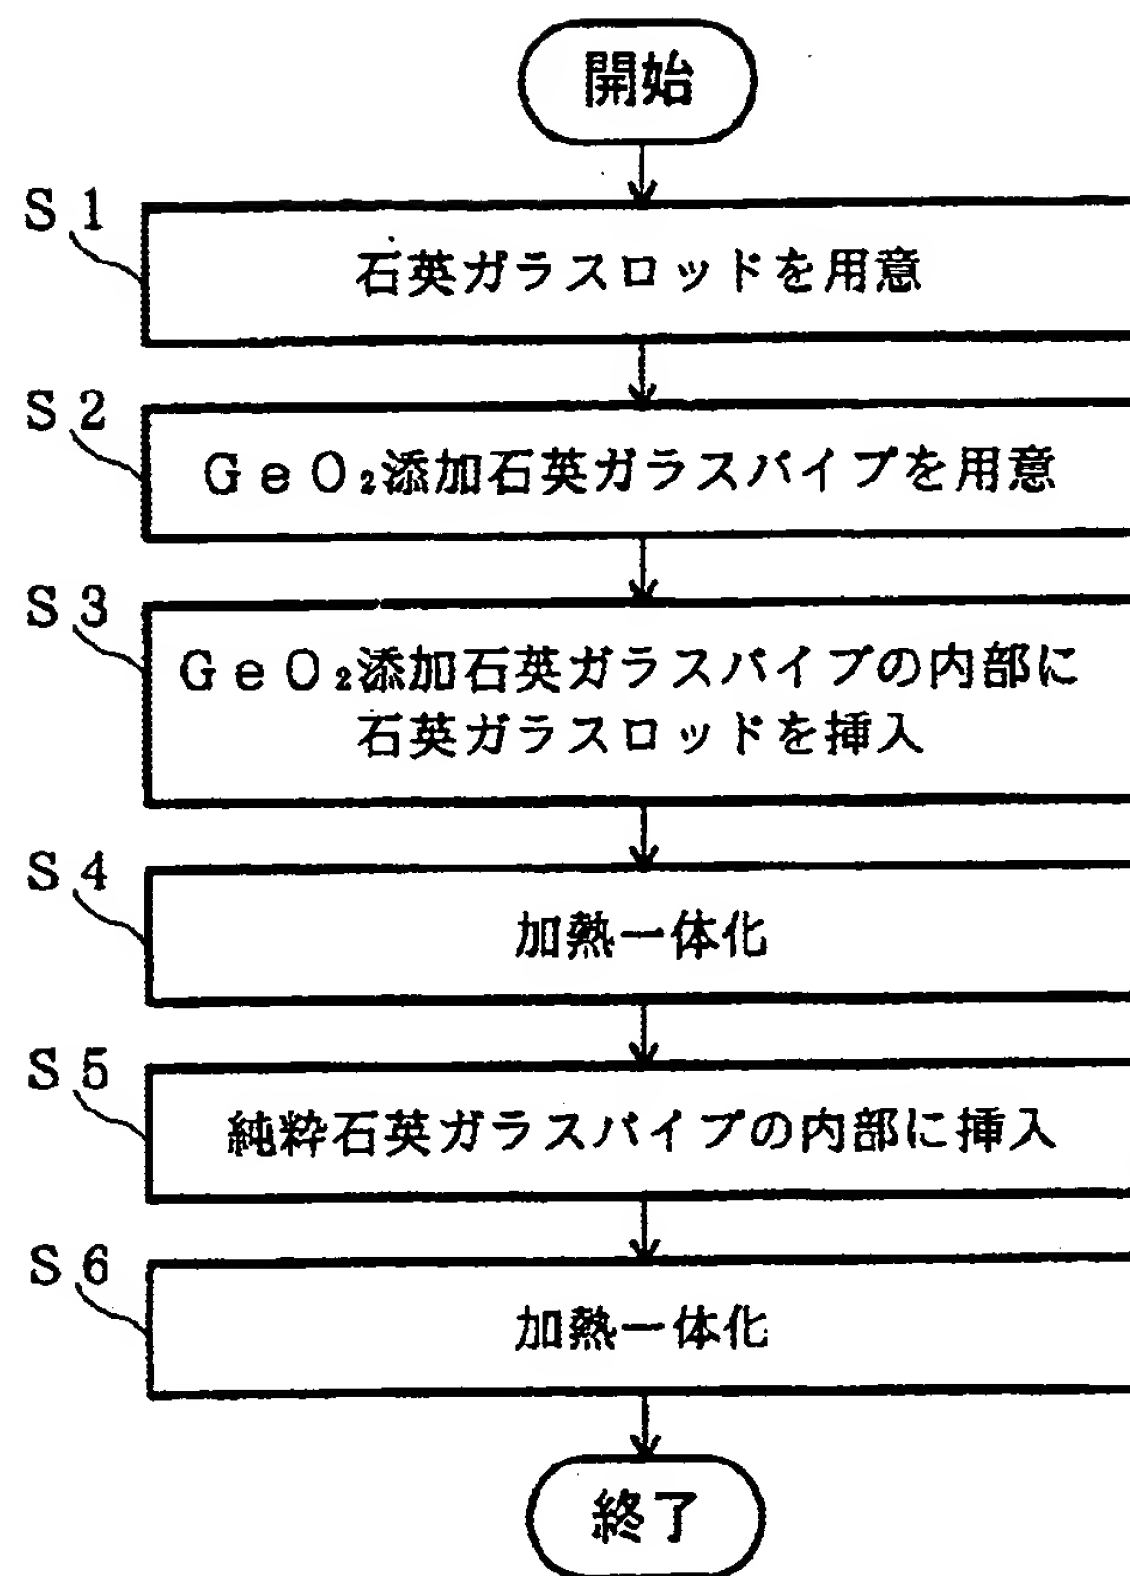 開始
S1
石英ガラスロッドを用意
S2
GeO₂添加石英ガラスパイプを用意
S3
GeO₂添加石英ガラスパイプの内部に
石英ガラスロッドを挿入
S4
加熱一体化
S5
純粋石英ガラスパイプの内部に挿入
S6
加熱一体化
終了